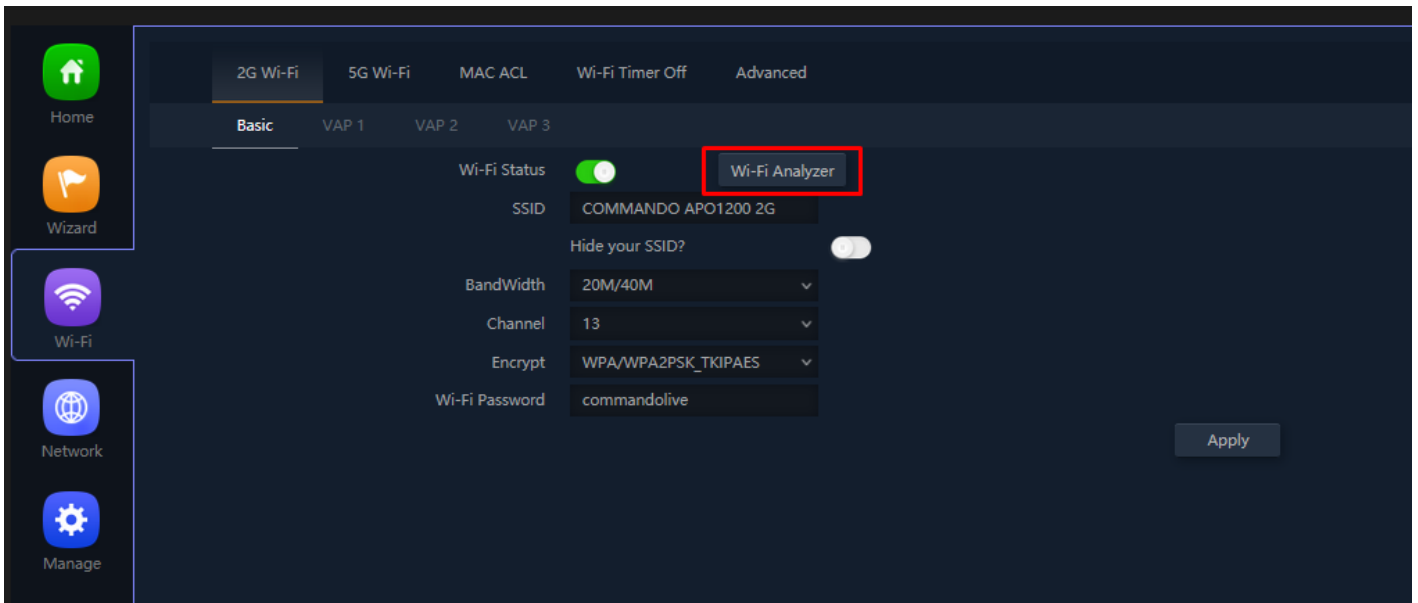 Home
Wizard
Wi-Fi
Network
Manage
2G Wi-Fi 5G Wi-Fi MAC ACL Wi-Fi Timer Off Advanced
Basic VAP 1 VAP 2 VAP 3
Wi-Fi Status Wi-Fi Analyzer
SSID COMMANDO APO1200 2G
Hide your SSID?
BandWidth 20M/40M
Channel 13
Encrypt WPA/WPA2PSK_TKIPAES
Wi-Fi Password commandolive
Apply